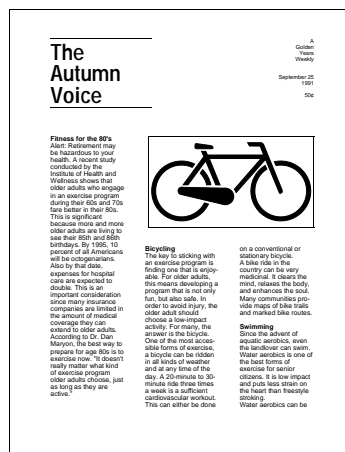 The
Autumn
Voice
A
Golden
Years
Weekly
September 25
1991
50¢
Fitness for the 80's
Alert: Retirement may
be hazardous to your
health. A recent study
conducted by the
Institute of Health and
Wellness shows that
older adults who engage
in an exercise program
during their 60s and 70s
fare better in their 80s.
This is significant
because more and more
older adults are living to
see their 85th and 86th
birthdays. By 1995, 10
percent of all Americans
will be octogenarians.
Also by that date,
expenses for hospital
care are expected to
double. This is an
important consideration
since many insurance
companies are limited in
the amount of medical
coverage they can
extend to older adults.
According to Dr. Dan
Maryon, the best way to
prepare for age 80s is to
exercise now. "It doesn't
really matter what kind
of exercise program
older adults choose, just
as long as they are
active."
Bicycling
The key to sticking with
an exercise program is
finding one that is enjoy-
able. For older adults,
this means developing a
program that is not only
fun, but also safe. In
order to avoid injury, the
older adult should
choose a low-impact
activity. For many, the
answer is the bicycle.
One of the most acces-
sible forms of exercise,
a bicycle can be ridden
in all kinds of weather
and at any time of the
day. A 20-minute to 30-
minute ride three times
a week is a sufficient
cardiovascular workout.
This can either be done
on a conventional or
stationary bicycle.
A bike ride in the
country can be very
medicinal. It clears the
mind, relaxes the body,
and enhances the soul.
Many communities pro-
vide maps of bike trails
and marked bike routes.
Swimming
Since the advent of
aquatic aerobics, even
the landlover can swim.
Water aerobics is one of
the best forms of
exercise for senior
citizens. It is low impact
and puts less strain on
the heart than freestyle
stroking.
Water aerobics can be